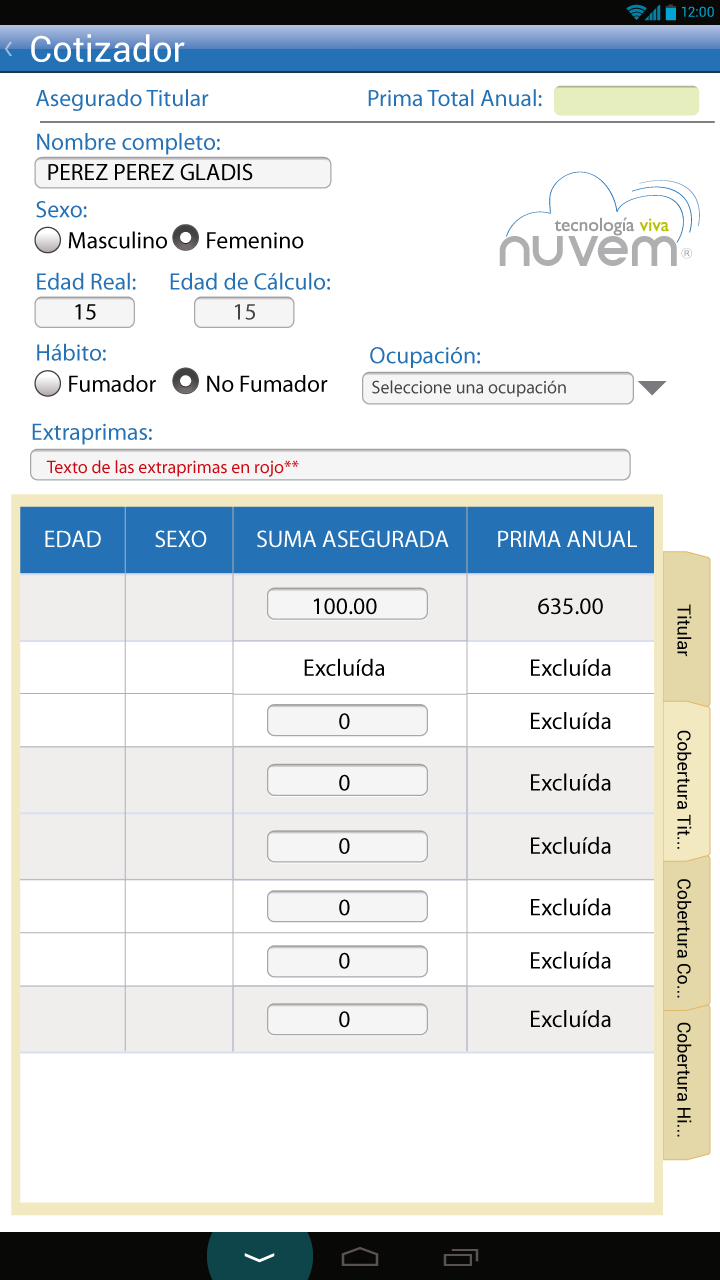 12:00
Cotizador
Asegurado Titular Prima Total Anual:
Nombre completo:
PEREZ PEREZ GLADIS
Sexo:
Masculino Femenino
tecnología viva
nuvem®
Edad Real: Edad de Cálculo:
15 15
Hábito: Ocupación:
Fumador No Fumador Seleccione una ocupación
Extraprimas:
Texto de las extraprimas en rojo**
EDAD SEXO SUMA ASEGURADA PRIMA ANUAL
100.00 635.00
Excluída Excluída
0 Excluída
0 Excluída
0 Excluída
0 Excluída
0 Excluída
0 Excluída
Titular
Cobertura Tit...
Cobertura Co...
Cobertura Hi...